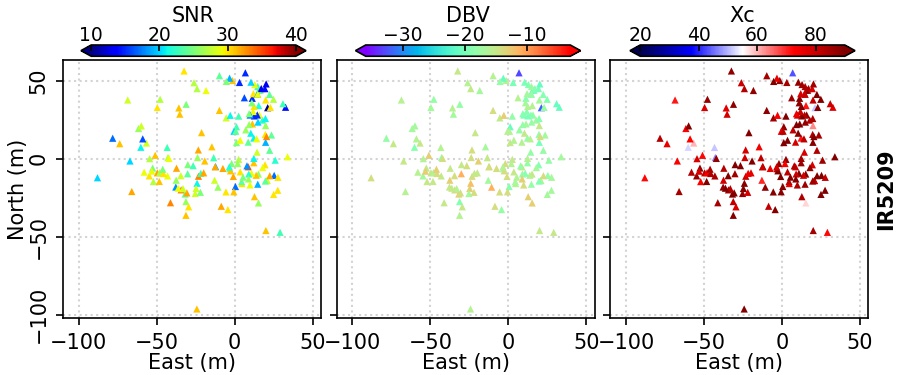 SNR DBV Xc
10 20 30 40 −30 −20 −10 20 40 60 80
50
0
−50
−100
North (m)
IR5209
−100 −50 0 50 −100 −50 0 50 −100 −50 0 50
East (m) East (m) East (m)